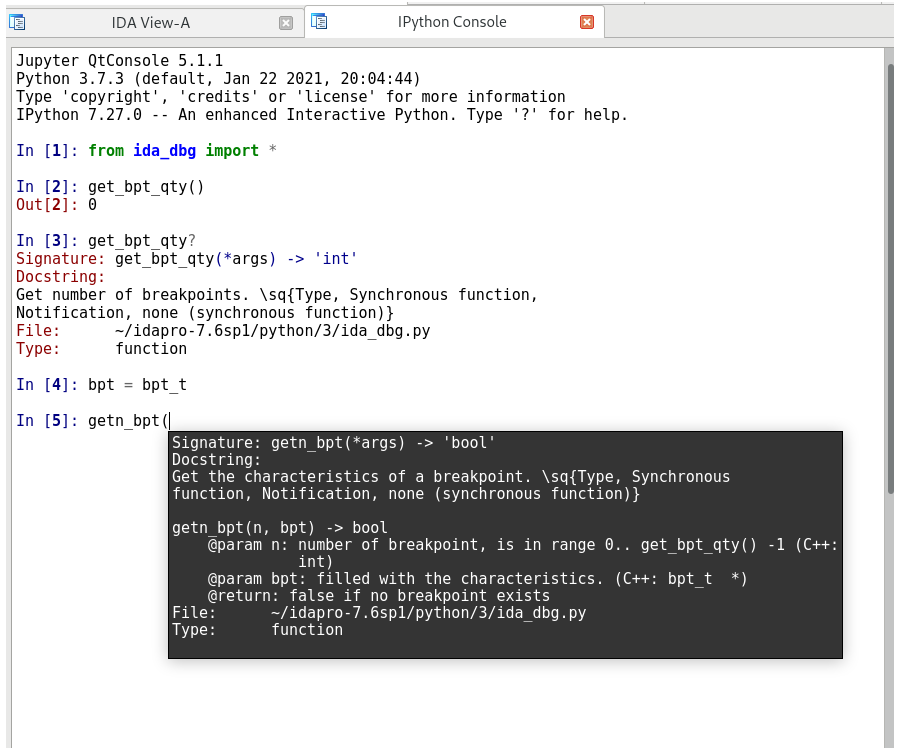 IDA View-A
IPython Console
Jupyter QtConsole 5.1.1
Python 3.7.3 (default, Jan 22 2021, 20:04:44)
Type 'copyright', 'credits' or 'license' for more information
IPython 7.27.0 -- An enhanced Interactive Python. Type '?' for help.
In [1]: from ida_dbg import *
In [2]: get_bpt_qty()
Out[2]: 0
In [3]: get_bpt_qty?
Signature: get_bpt_qty(*args) -> 'int'
Docstring:
Get number of breakpoints. \sq{Type, Synchronous function,
Notification, none (synchronous function)}
File:      ~/idapro-7.6sp1/python/3/ida_dbg.py
Type:      function
In [4]: bpt = bpt_t
In [5]: getn_bpt(
Signature: getn_bpt(*args) -> 'bool'
Docstring:
Get the characteristics of a breakpoint. \sq{Type, Synchronous
function, Notification, none (synchronous function)}
getn_bpt(n, bpt) -> bool
    @param n: number of breakpoint, is in range 0.. get_bpt_qty() -1 (C++:
              int)
    @param bpt: filled with the characteristics. (C++: bpt_t  *)
    @return: false if no breakpoint exists
File:      ~/idapro-7.6sp1/python/3/ida_dbg.py
Type:      function